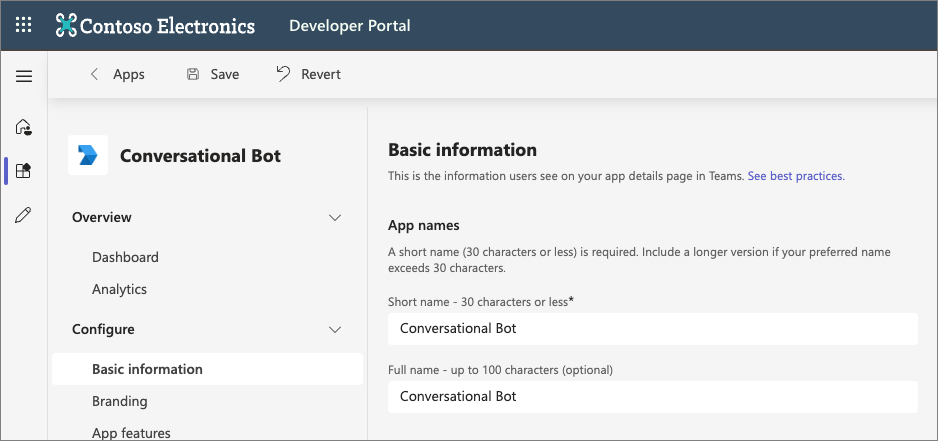 Contoso Electronics
Developer Portal
Apps
Save
Revert
Conversational Bot
Overview
Dashboard
Analytics
Configure
Basic information
Branding
App features
Basic information
This is the information users see on your app details page in Teams. See best practices.
App names
A short name (30 characters or less) is required. Include a longer version if your preferred name
exceeds 30 characters.
Short name - 30 characters or less*
Conversational Bot
Full name - up to 100 characters (optional)
Conversational Bot